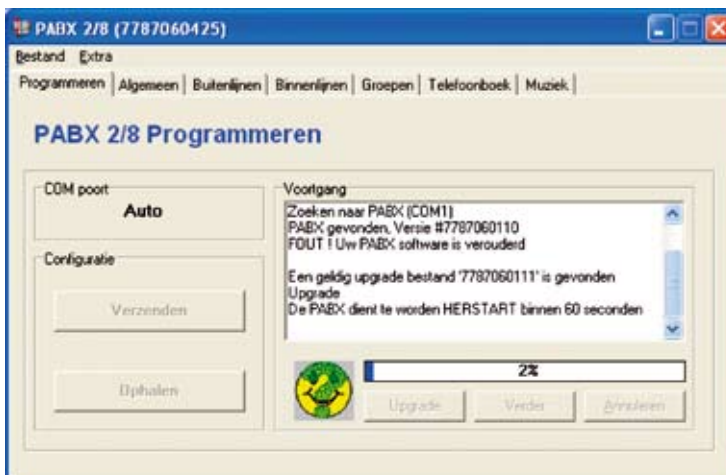 PABX 2/8 (7787060425)
Bestand Extra
Programmeren Algemeen Buitenlijnen Binnenlijnen Groepen Telefoonboek Muziek
PABX 2/8 Programmeren
COM poort
Auto
Configuratie
Verzenden
Ophalen
Voortgang
Zoeken naar PABX (COM1)
PABX gevonden, Versie #7787060110
FOUT ! Uw PABX software is verouderd
Een geldig upgrade bestand '7787060111' is gevonden
Upgrade
De PABX dient te worden HERSTART binnen 60 seconden
2%
Upgrade Verder Annuleren